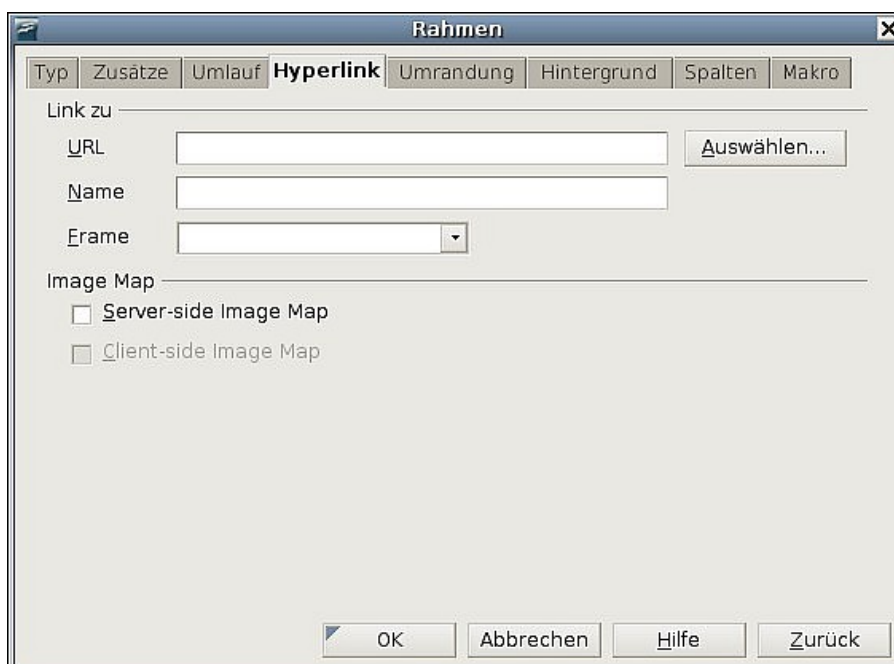 Rahmen
Typ Zusätze Umlauf Hyperlink Umrandung Hintergrund Spalten Makro
Link zu
URL Auswählen...
Name
Frame
Image Map
Server-side Image Map
Client-side Image Map
OK Abbrechen Hilfe Zurück